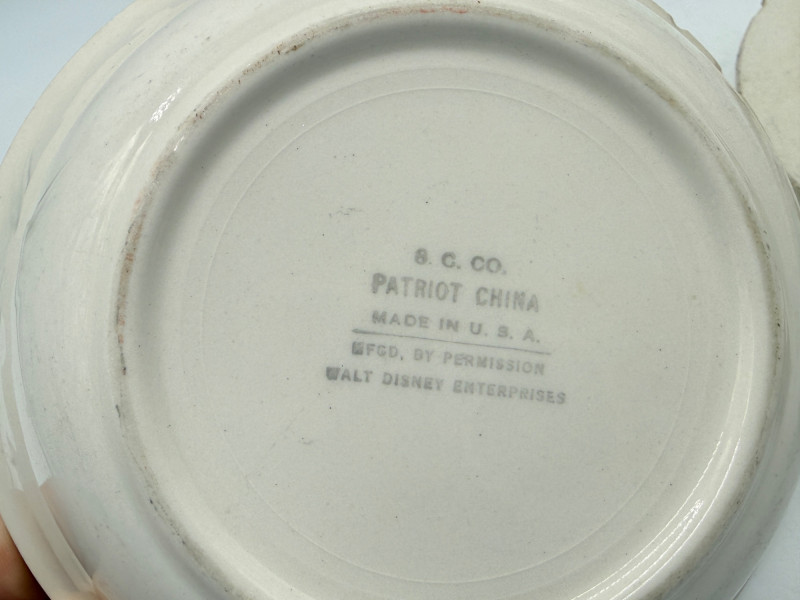 S. C. CO.
PATRIOT CHINA
MADE IN U. S. A.
MFGD. BY PERMISSION
WALT DISNEY ENTERPRISES